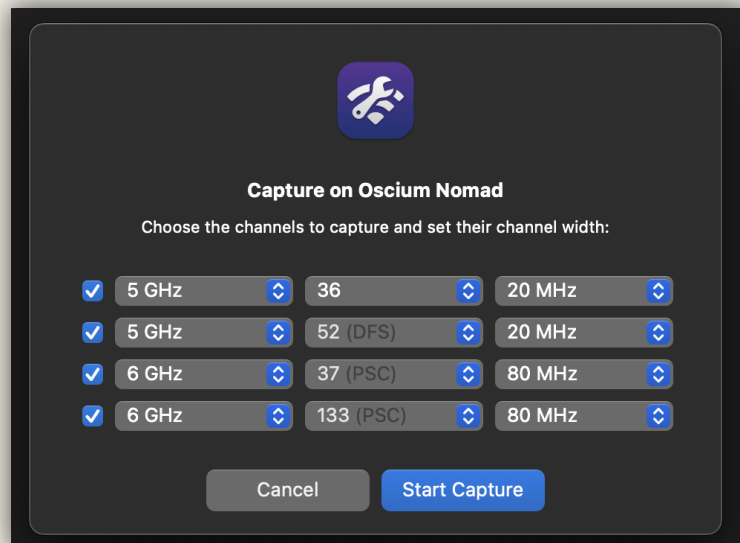 Capture on Oscium Nomad
Choose the channels to capture and set their channel width:
5 GHz 36 20 MHz
5 GHz 52 (DFS) 20 MHz
6 GHz 37 (PSC) 80 MHz
6 GHz 133 (PSC) 80 MHz
Cancel Start Capture